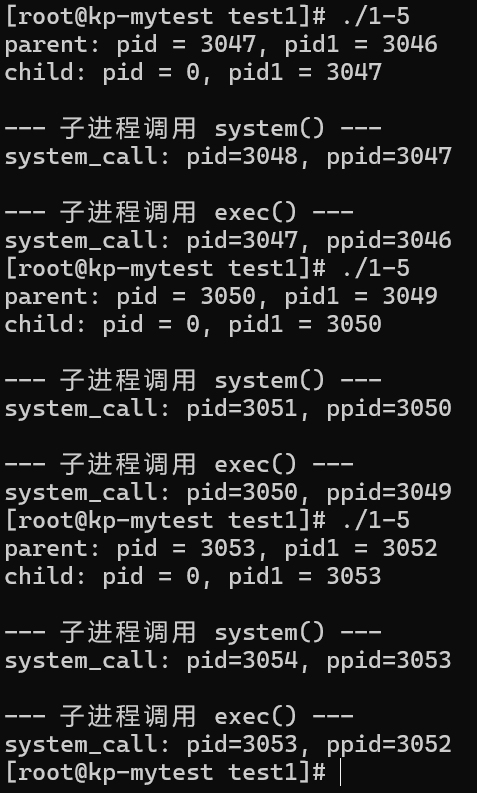 [root@kp-mytest test1]# ./1-5
parent: pid = 3047, pid1 = 3046
child: pid = 0, pid1 = 3047
--- 子进程调用 system() ---
system_call: pid=3048, ppid=3047
--- 子进程调用 exec() ---
system_call: pid=3047, ppid=3046
[root@kp-mytest test1]# ./1-5
parent: pid = 3050, pid1 = 3049
child: pid = 0, pid1 = 3050
--- 子进程调用 system() ---
system_call: pid=3051, ppid=3050
--- 子进程调用 exec() ---
system_call: pid=3050, ppid=3049
[root@kp-mytest test1]# ./1-5
parent: pid = 3053, pid1 = 3052
child: pid = 0, pid1 = 3053
--- 子进程调用 system() ---
system_call: pid=3054, ppid=3053
--- 子进程调用 exec() ---
system_call: pid=3053, ppid=3052
[root@kp-mytest test1]#